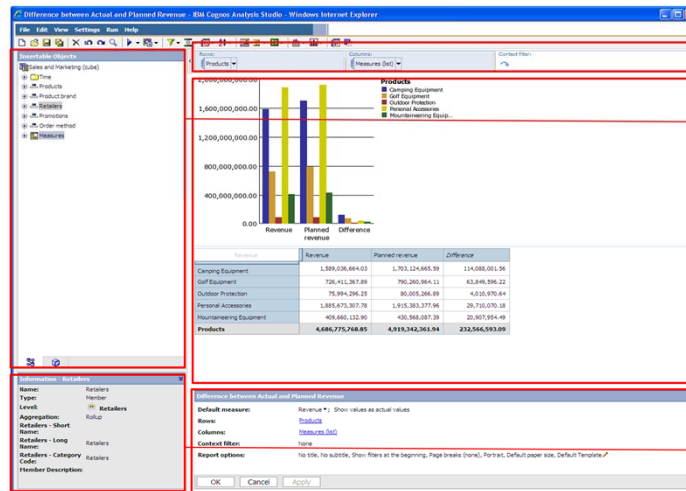 Difference between Actual and Planned Revenue - IBM Cognos Analysis Studio - Windows Internet Explorer
File Edit View Settings Run Help
Insertable Objects
Sales and Marketing (cube)
Time
Products
Product brand
Retailers
Promotions
Order method
Measures
Rows:
Products
Columns:
Measures (list)
Context filter:
2,000,000,000.00
1,600,000,000.00
1,200,000,000.00
800,000,000.00
400,000,000.00
0.00
Revenue
Planned revenue
Difference
Products
Camping Equipment
Golf Equipment
Outdoor Protection
Personal Accessories
Mountaineering Equip...
Revenue Revenue Planned revenue Difference
Camping Equipment 1,589,036,664.03 1,703,124,665.59 114,088,001.56
Golf Equipment 726,411,367.89 790,260,964.11 63,849,596.22
Outdoor Protection 75,994,296.25 80,005,266.89 4,010,970.64
Personal Accessories 1,885,673,307.78 1,915,383,377.96 29,710,070.18
Mountaineering Equipment 409,660,132.90 430,568,087.39 20,907,954.49
Products 4,686,775,768.85 4,919,342,361.94 232,566,593.09
Information - Retailers
Name: Retailers
Type: Member
Level: Retailers
Aggregation: Rollup
Retailers - Short Name:
Retailers - Long Name: Retailers
Retailers - Category Code: Retailers
Member Description:
Difference between Actual and Planned Revenue
Default measure: Revenue ; Show values as actual values
Rows: Products
Columns: Measures (list)
Context filter: None
Report options: No title, No subtitle, Show filters at the beginning, Page breaks (none), Portrait, Default paper size, Default Template
OK Cancel Apply